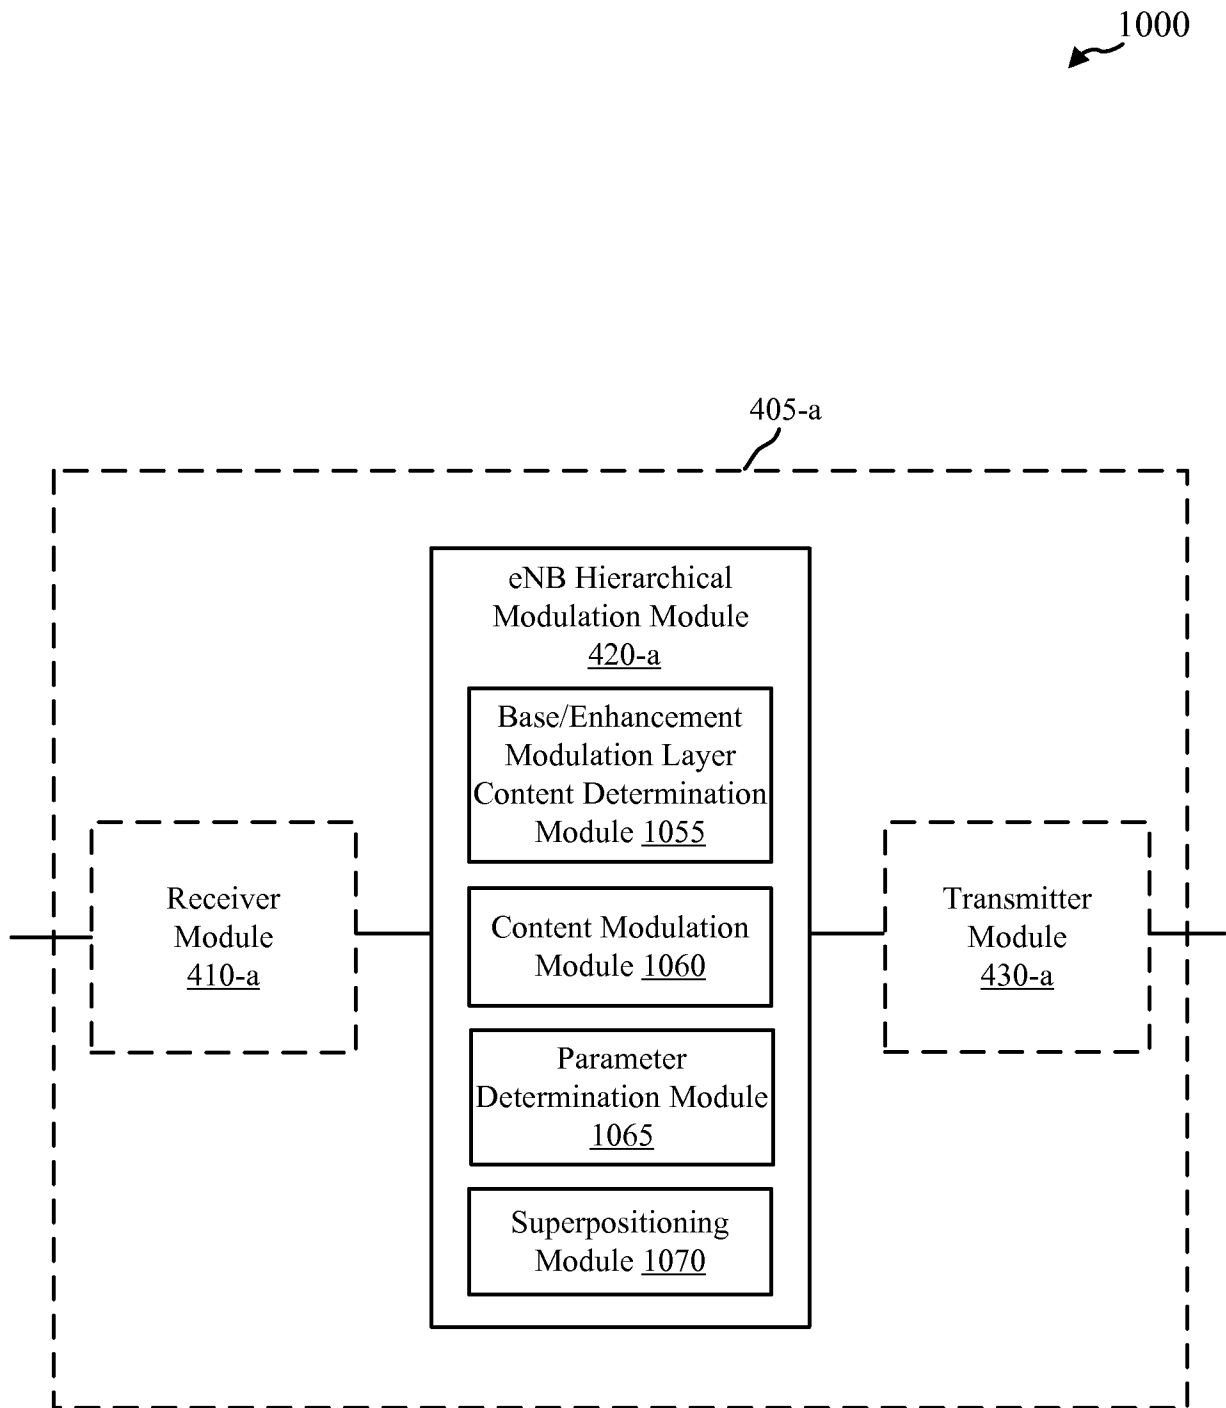 1000
405-a
eNB Hierarchical
Modulation Module
420-a
Base/Enhancement
Modulation Layer
Content Determination
Module 1055
Receiver
Module
410-a
Content Modulation
Module 1060
Transmitter
Module
430-a
Parameter
Determination Module
1065
Superpositioning
Module 1070